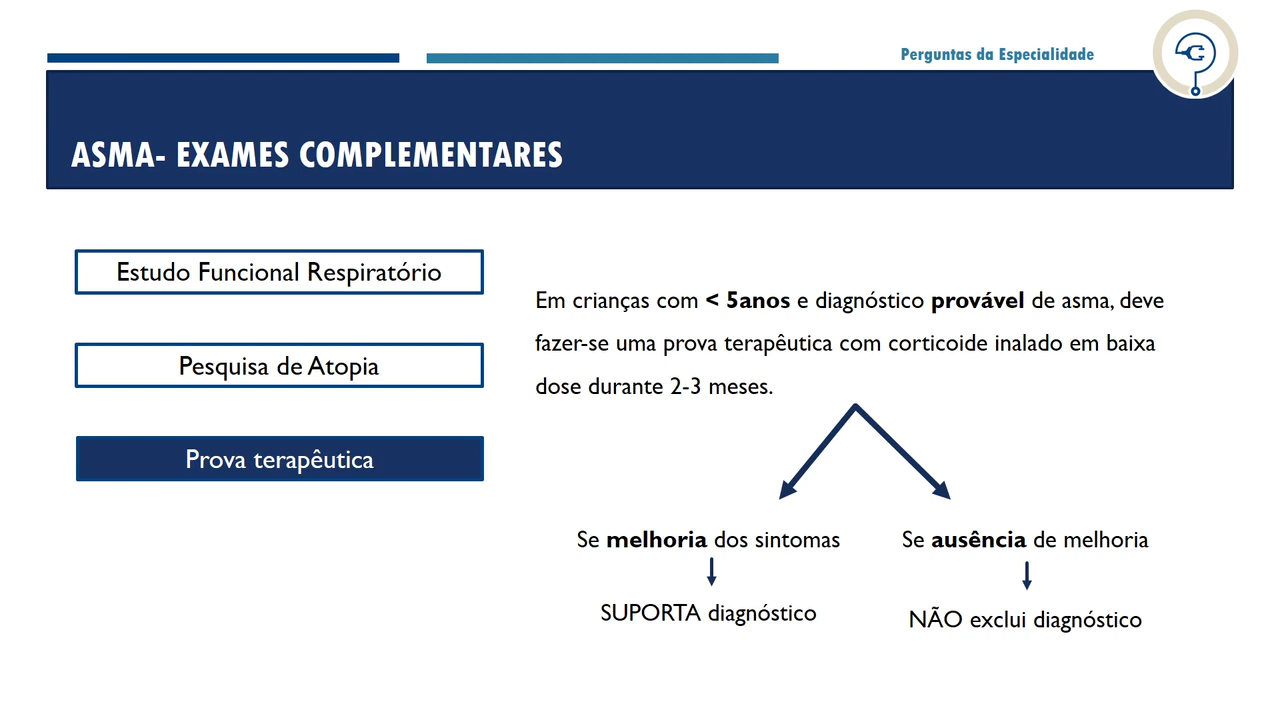 Perguntas da Especialidade
G
ASMA- EXAMES COMPLEMENTARES
Estudo Funcional Respiratório
Pesquisa de Atopia
Prova terapêutica
Em crianças com < 5anos e diagnóstico provável de asma, deve
fazer-se uma prova terapêutica com corticoide inalado em baixa
dose durante 2-3 meses.
Se melhoria dos sintomas
SUPORTA diagnóstico
Se ausência de melhoria
NÃO exclui diagnóstico